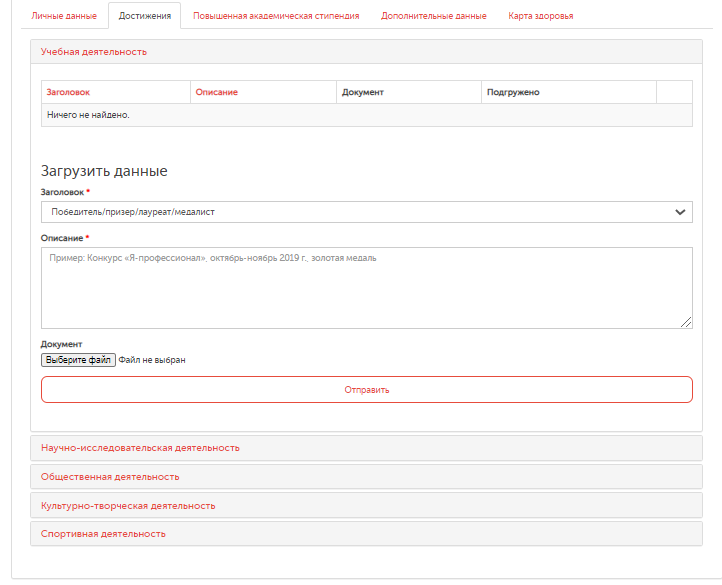 Личные данные Достижения Повышенная академическая стипендия Дополнительные данные Карта здоровья
Учебная деятельность
Заголовок Описание Документ Подгружено
Ничего не найдено.
Загрузить данные
Заголовок *
Победитель/призер/лауреат/медалист
Описание *
Пример: Конкурс «Я-профессионал», октябрь-ноябрь 2019 г., золотая медаль
Документ
Выберите файл Файл не выбран
Отправить
Научно-исследовательская деятельность
Общественная деятельность
Культурно-творческая деятельность
Спортивная деятельность